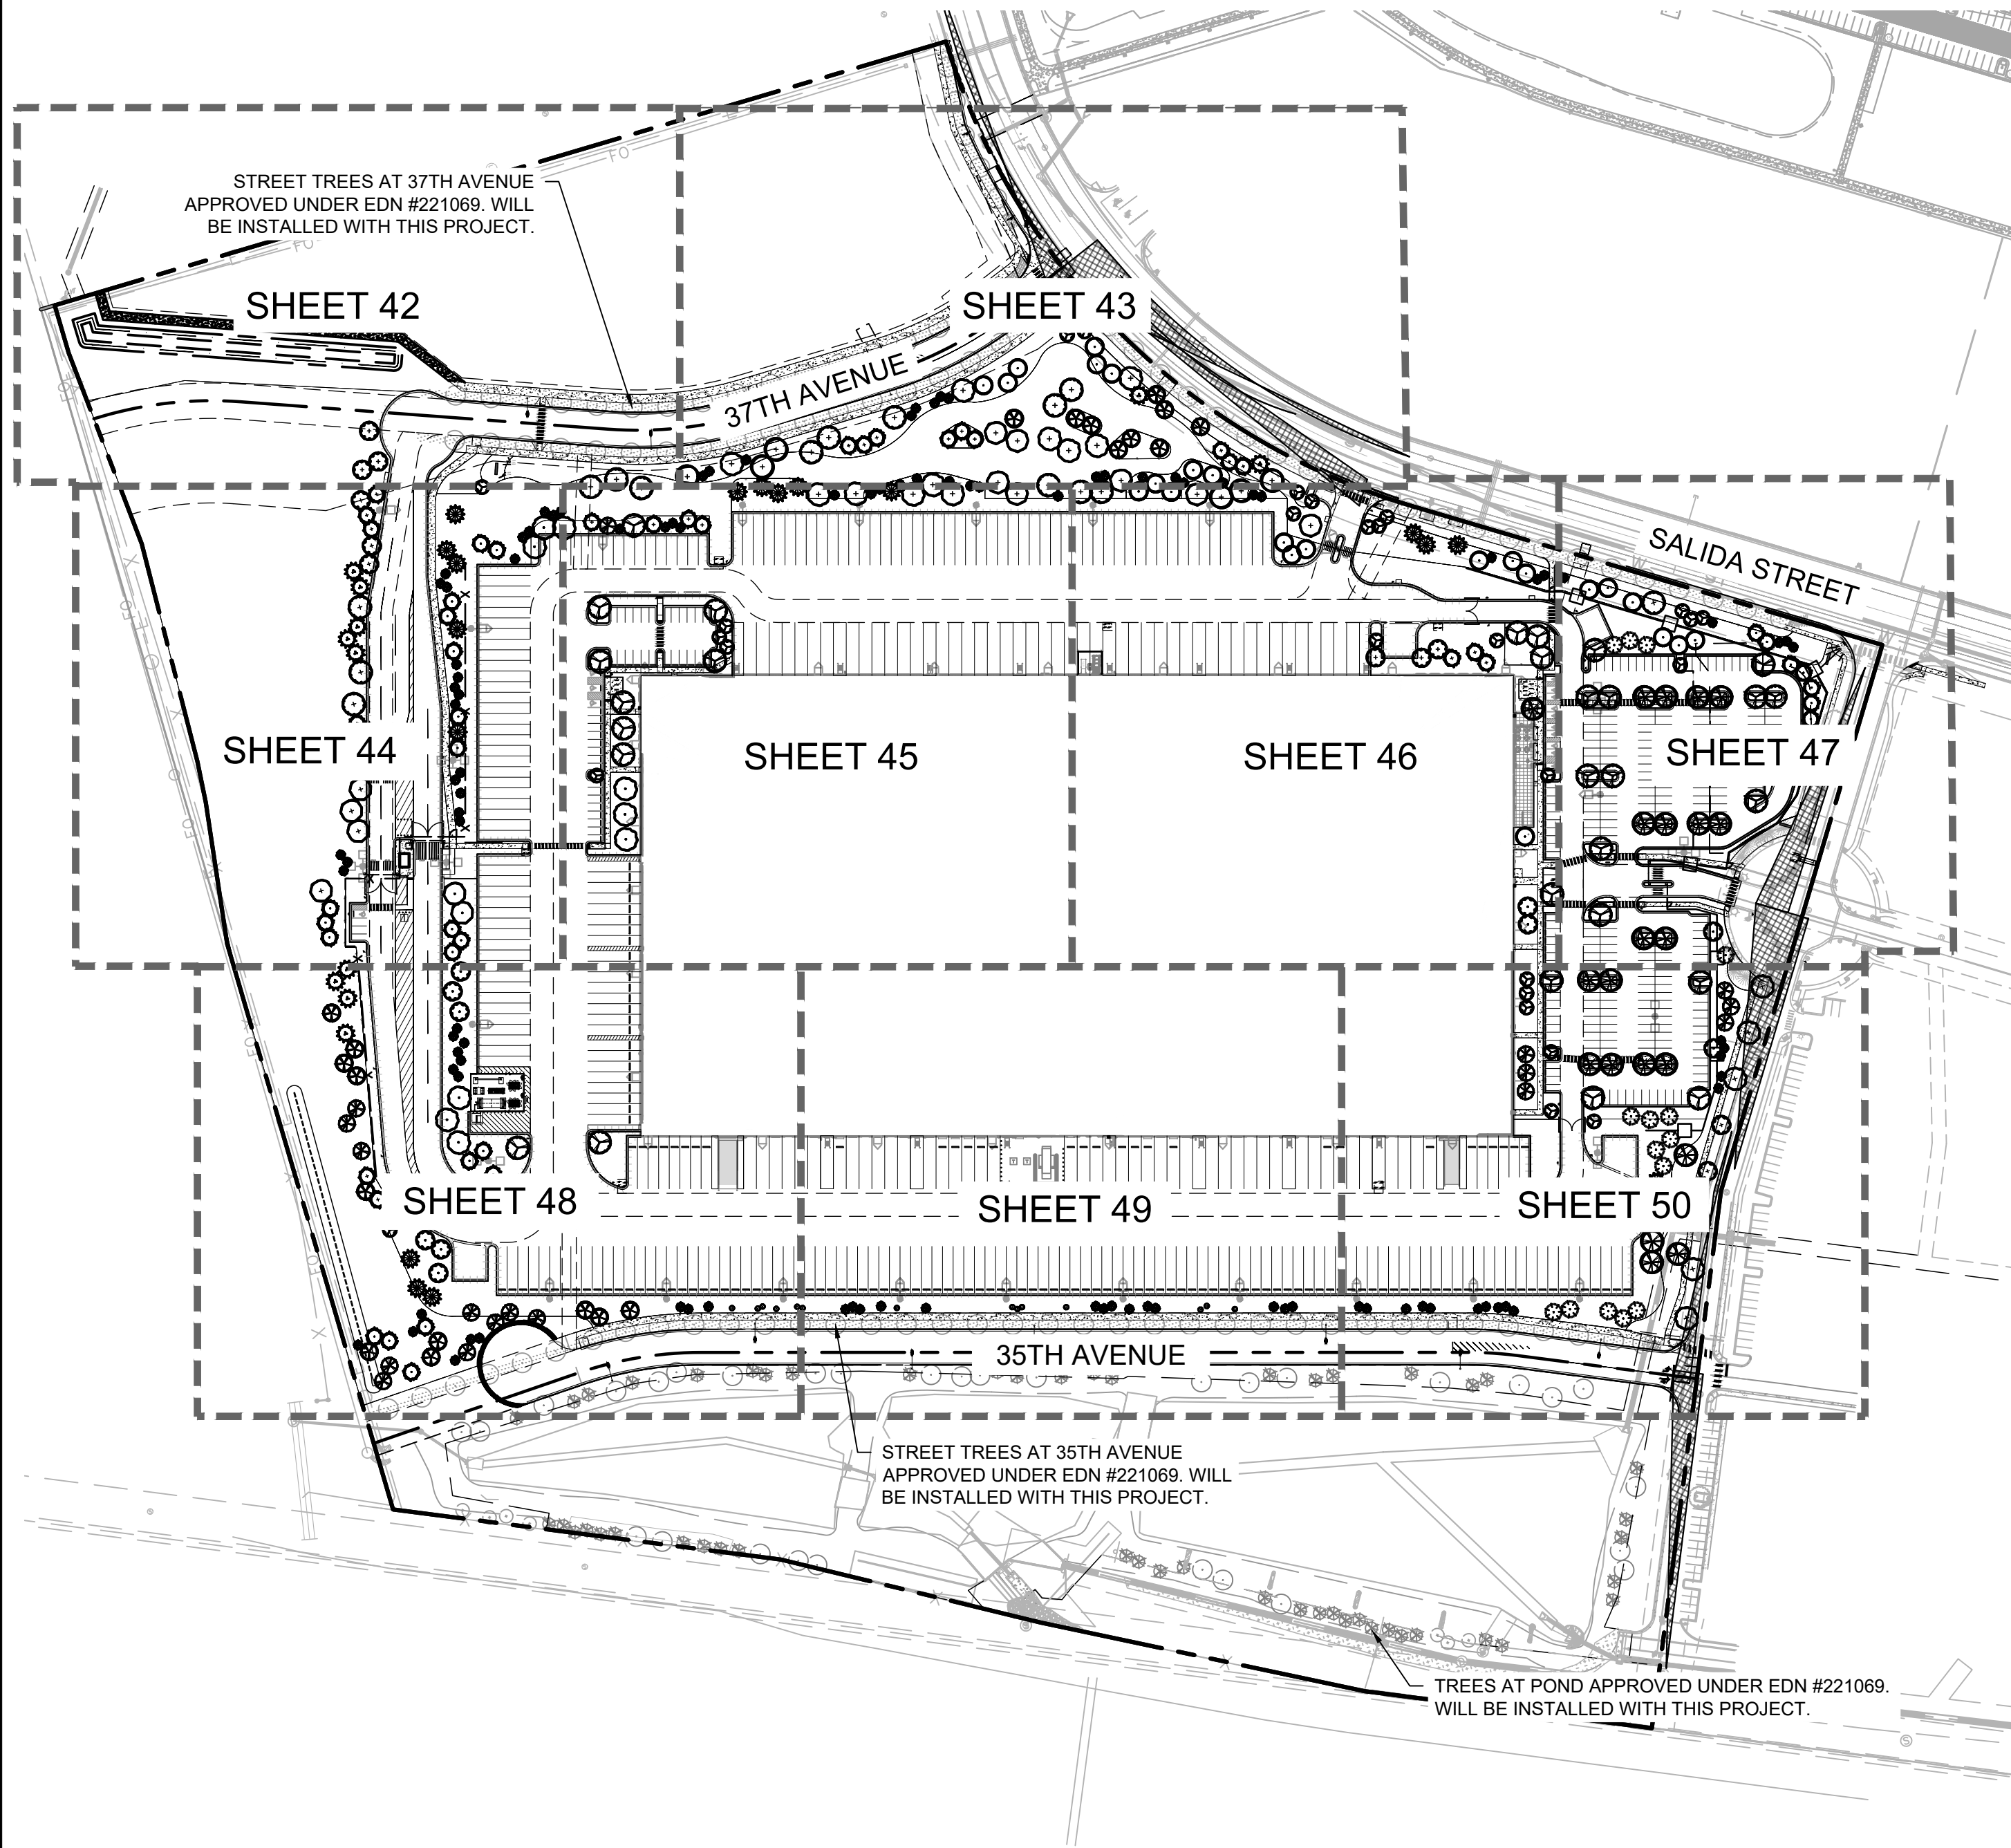 FO
STREET TREES AT 37TH AVENUE
APPROVED UNDER EDN #221069. WILL
BE INSTALLED WITH THIS PROJECT.
FO
SHEET 42
SHEET 43
37TH AVENUE
SALIDA STREET
SHEET 44
SHEET 45
SHEET 46
SHEET 47
SHEET 48
SHEET 49
SHEET 50
35TH AVENUE
STREET TREES AT 35TH AVENUE
APPROVED UNDER EDN #221069. WILL
BE INSTALLED WITH THIS PROJECT.
TREES AT POND APPROVED UNDER EDN #221069.
WILL BE INSTALLED WITH THIS PROJECT.